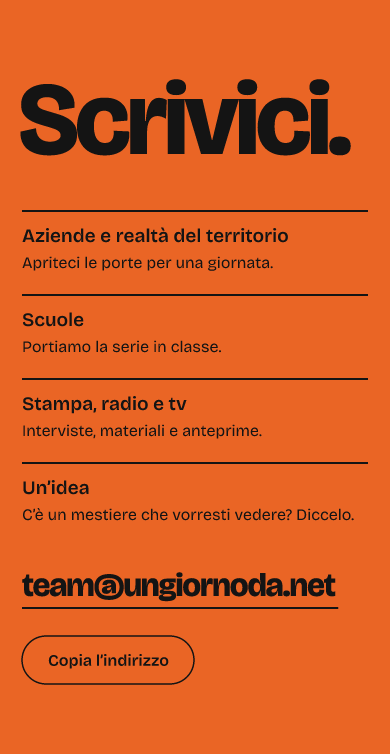 Scrivici.
Aziende e realtà del territorio
Apriteci le porte per una giornata.
Scuole
Portiamo la serie in classe.
Stampa, radio e tv
Interviste, materiali e anteprime.
Un’idea
C’è un mestiere che vorresti vedere? Diccelo.
team@ungiornoda.net
Copia l’indirizzo